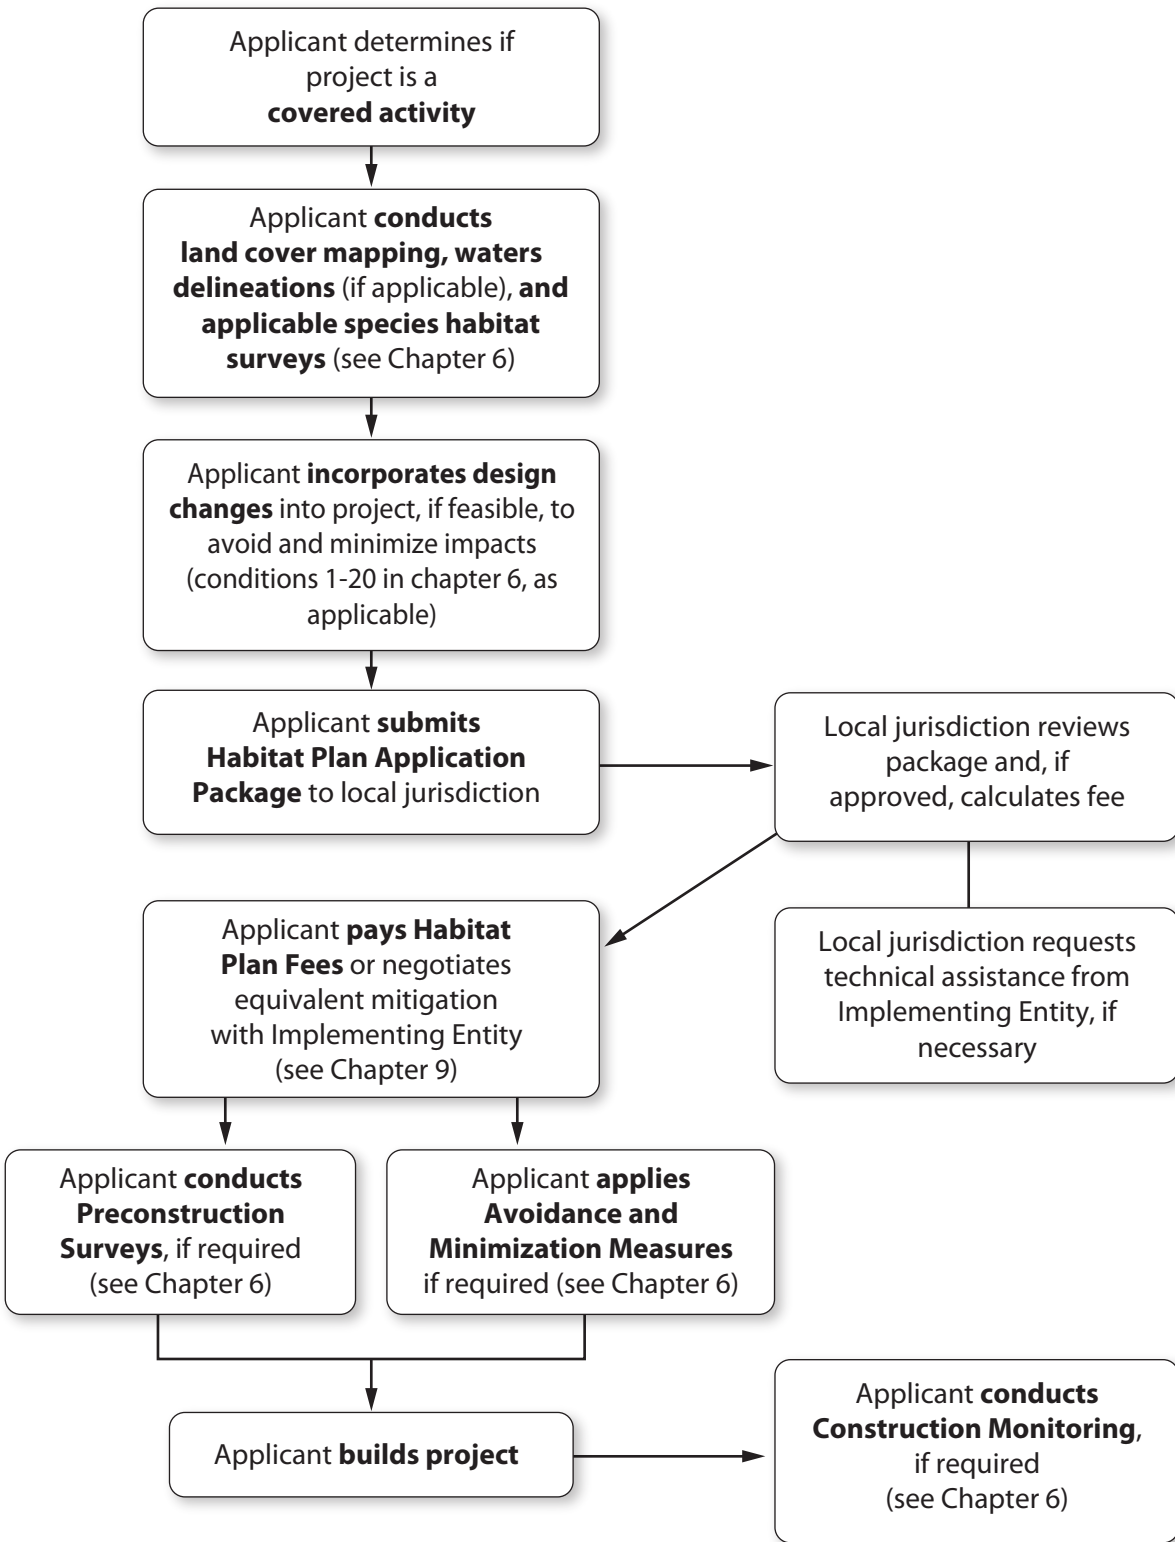 Applicant determines if
project is a
covered activity
Applicant conducts
land cover mapping, waters
delineations (if applicable), and
applicable species habitat
surveys (see Chapter 6)
Applicant incorporates design
changes into project, if feasible, to
avoid and minimize impacts
(conditions 1-20 in chapter 6, as
applicable)
Applicant submits
Habitat Plan Application
Package to local jurisdiction
Local jurisdiction reviews
package and, if
approved, calculates fee
Local jurisdiction requests
technical assistance from
Implementing Entity, if
necessary
Applicant pays Habitat
Plan Fees or negotiates
equivalent mitigation
with Implementing Entity
(see Chapter 9)
Applicant conducts
Preconstruction
Surveys, if required
(see Chapter 6)
Applicant applies
Avoidance and
Minimization Measures
if required (see Chapter 6)
Applicant builds project
Applicant conducts
Construction Monitoring,
if required
(see Chapter 6)